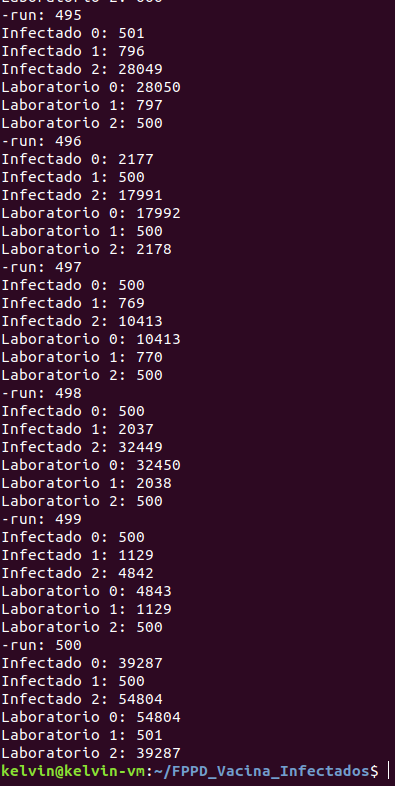 -run: 495
Infectado 0: 501
Infectado 1: 796
Infectado 2: 28049
Laboratorio 0: 28050
Laboratorio 1: 797
Laboratorio 2: 500
-run: 496
Infectado 0: 2177
Infectado 1: 500
Infectado 2: 17991
Laboratorio 0: 17992
Laboratorio 1: 500
Laboratorio 2: 2178
-run: 497
Infectado 0: 500
Infectado 1: 769
Infectado 2: 10413
Laboratorio 0: 10413
Laboratorio 1: 770
Laboratorio 2: 500
-run: 498
Infectado 0: 500
Infectado 1: 2037
Infectado 2: 32449
Laboratorio 0: 32450
Laboratorio 1: 2038
Laboratorio 2: 500
-run: 499
Infectado 0: 500
Infectado 1: 1129
Infectado 2: 4842
Laboratorio 0: 4843
Laboratorio 1: 1129
Laboratorio 2: 500
-run: 500
Infectado 0: 39287
Infectado 1: 500
Infectado 2: 54804
Laboratorio 0: 54804
Laboratorio 1: 501
Laboratorio 2: 39287
kelvin@kelvin-vm:~/FPPD_Vacina_Infectados$